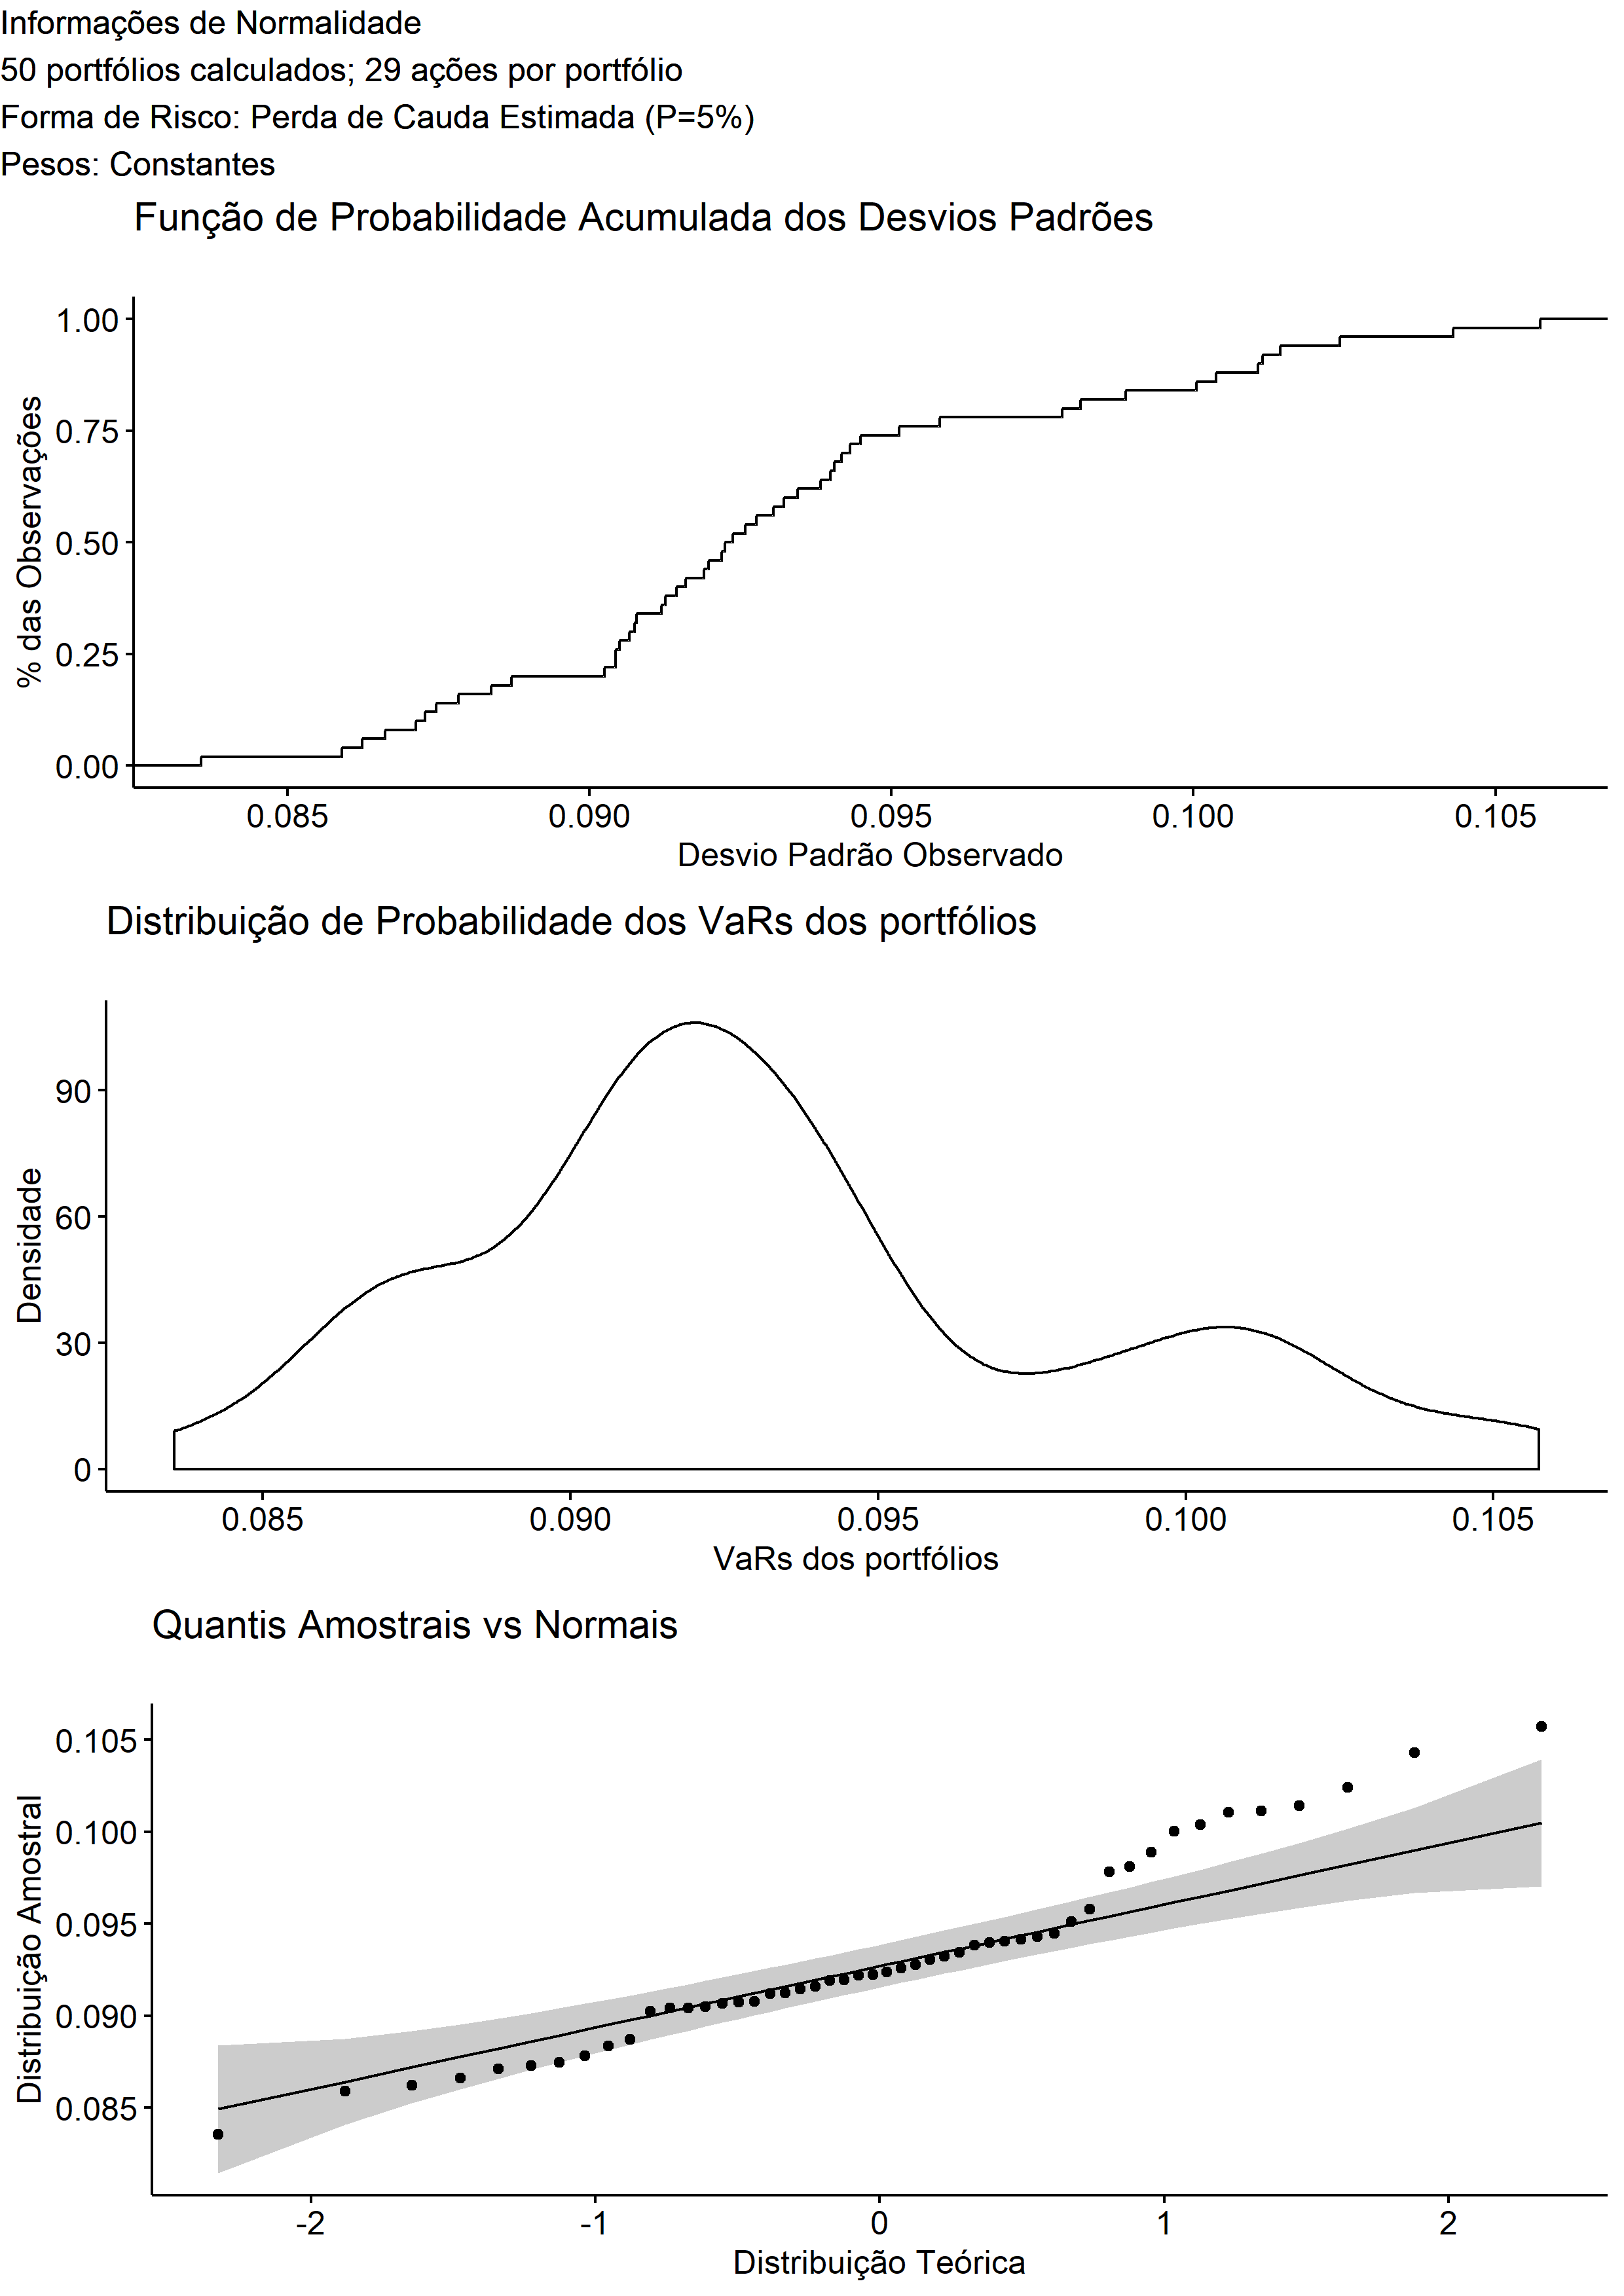 Informações de Normalidade
50 portfólios calculados; 29 ações por portfólio
Forma de Risco: Perda de Cauda Estimada (P=5%)
Pesos: Constantes
Função de Probabilidade Acumulada dos Desvios Padrões
% das Observações
1.00
0.75
0.50
0.25
0.00
0.085 0.090 0.095 0.100 0.105
Desvio Padrão Observado
Distribuição de Probabilidade dos VaRs dos portfólios
Densidade
90
60
30
0
0.085 0.090 0.095 0.100 0.105
VaRs dos portfólios
Quantis Amostrais vs Normais
Distribuição Amostral
0.105
0.100
0.095
0.090
0.085
-2 -1 0 1 2
Distribuição Teórica